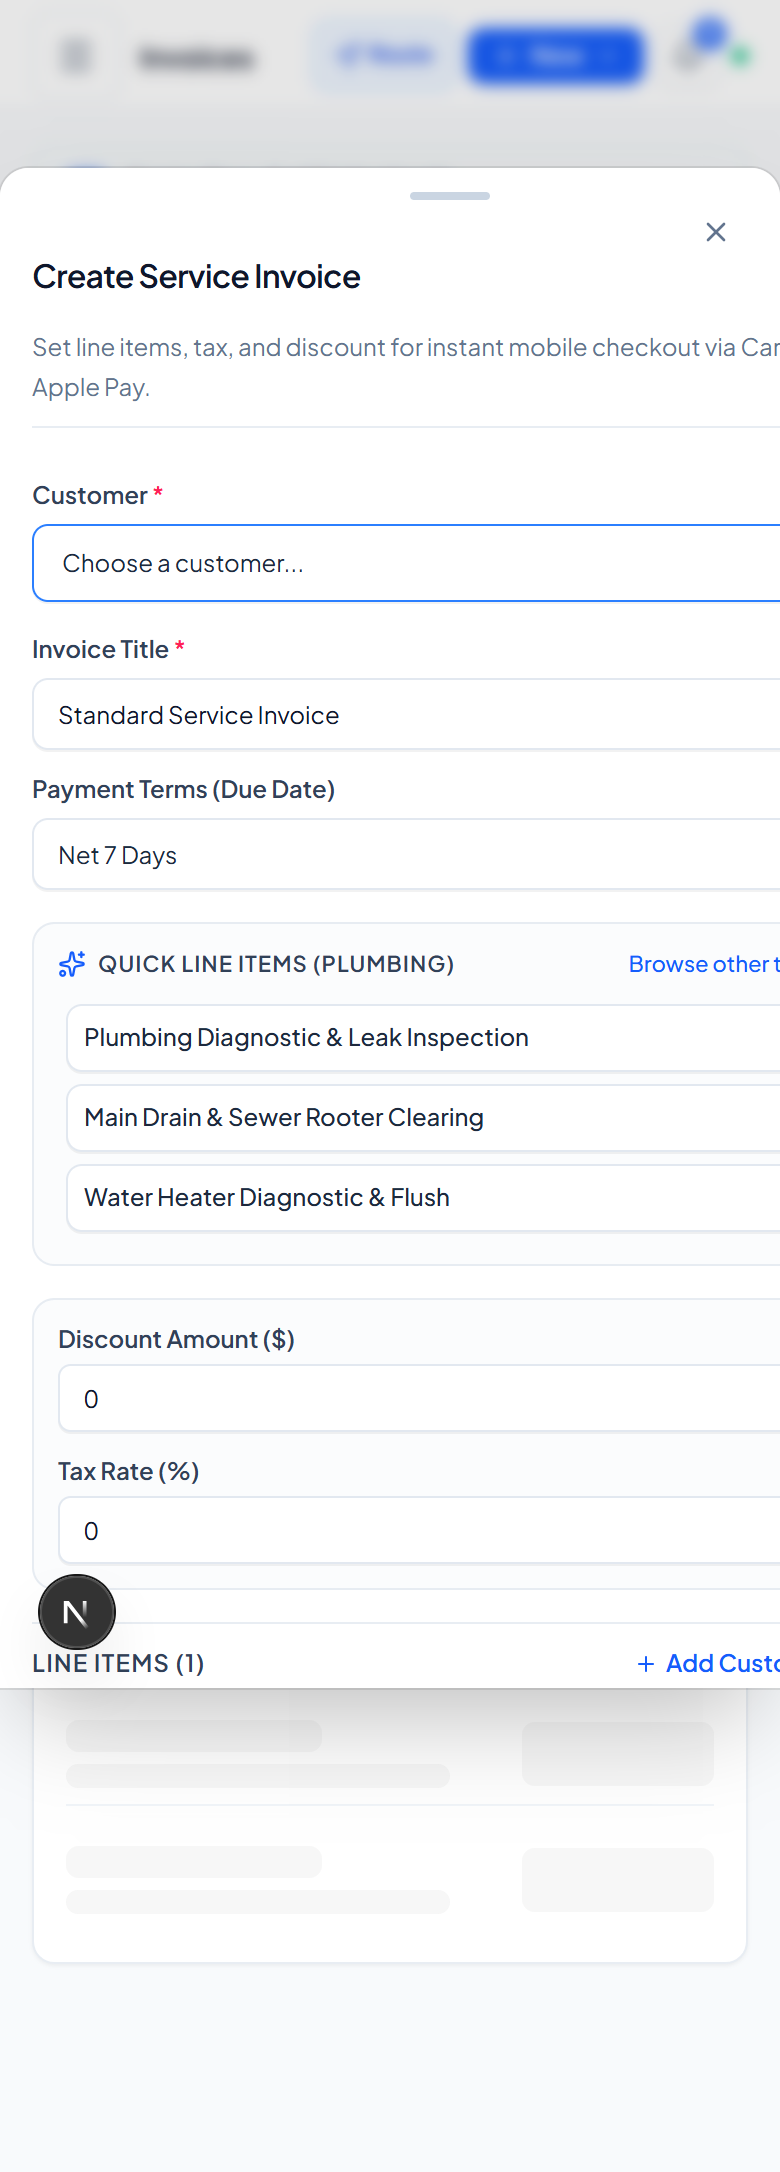 Invoices
Route
New
Create Service Invoice
Set line items, tax, and discount for instant mobile checkout via Car
Apple Pay.
Customer *
Choose a customer...
Invoice Title *
Standard Service Invoice
Payment Terms (Due Date)
Net 7 Days
QUICK LINE ITEMS (PLUMBING)
Browse other t
Plumbing Diagnostic & Leak Inspection
Main Drain & Sewer Rooter Clearing
Water Heater Diagnostic & Flush
Discount Amount ($)
0
Tax Rate (%)
0
N
LINE ITEMS (1)
+ Add Custo